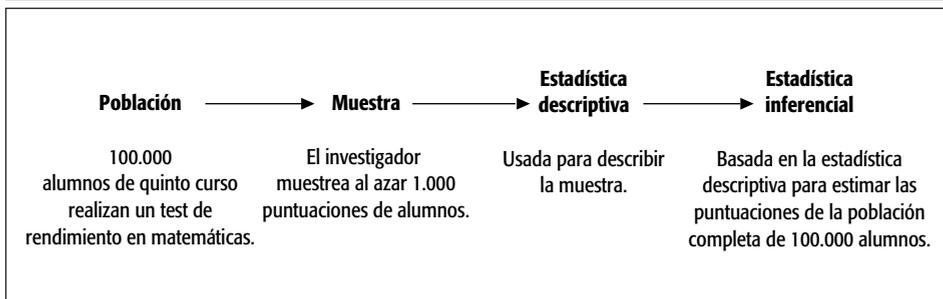 Población
100.000
alumnos de quinto curso
realizan un test de
rendimiento en matemáticas.
Muestra
El investigador
muestrea al azar 1.000
puntuaciones de alumnos.
Estadística
descriptiva
Usada para describir
la muestra.
Estadística
inferencial
Basada en la estadística
descriptiva para estimar las
puntuaciones de la población
completa de 100.000 alumnos.